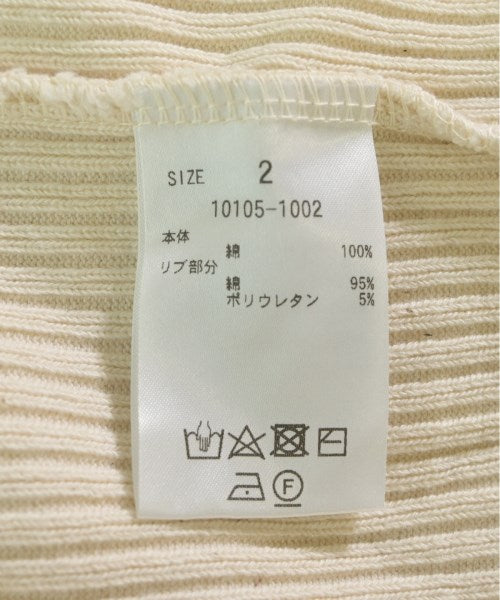 SIZE 2
10105-1002
本体
綿 100%
リブ部分
綿 95%
ポリウレタン 5%
F